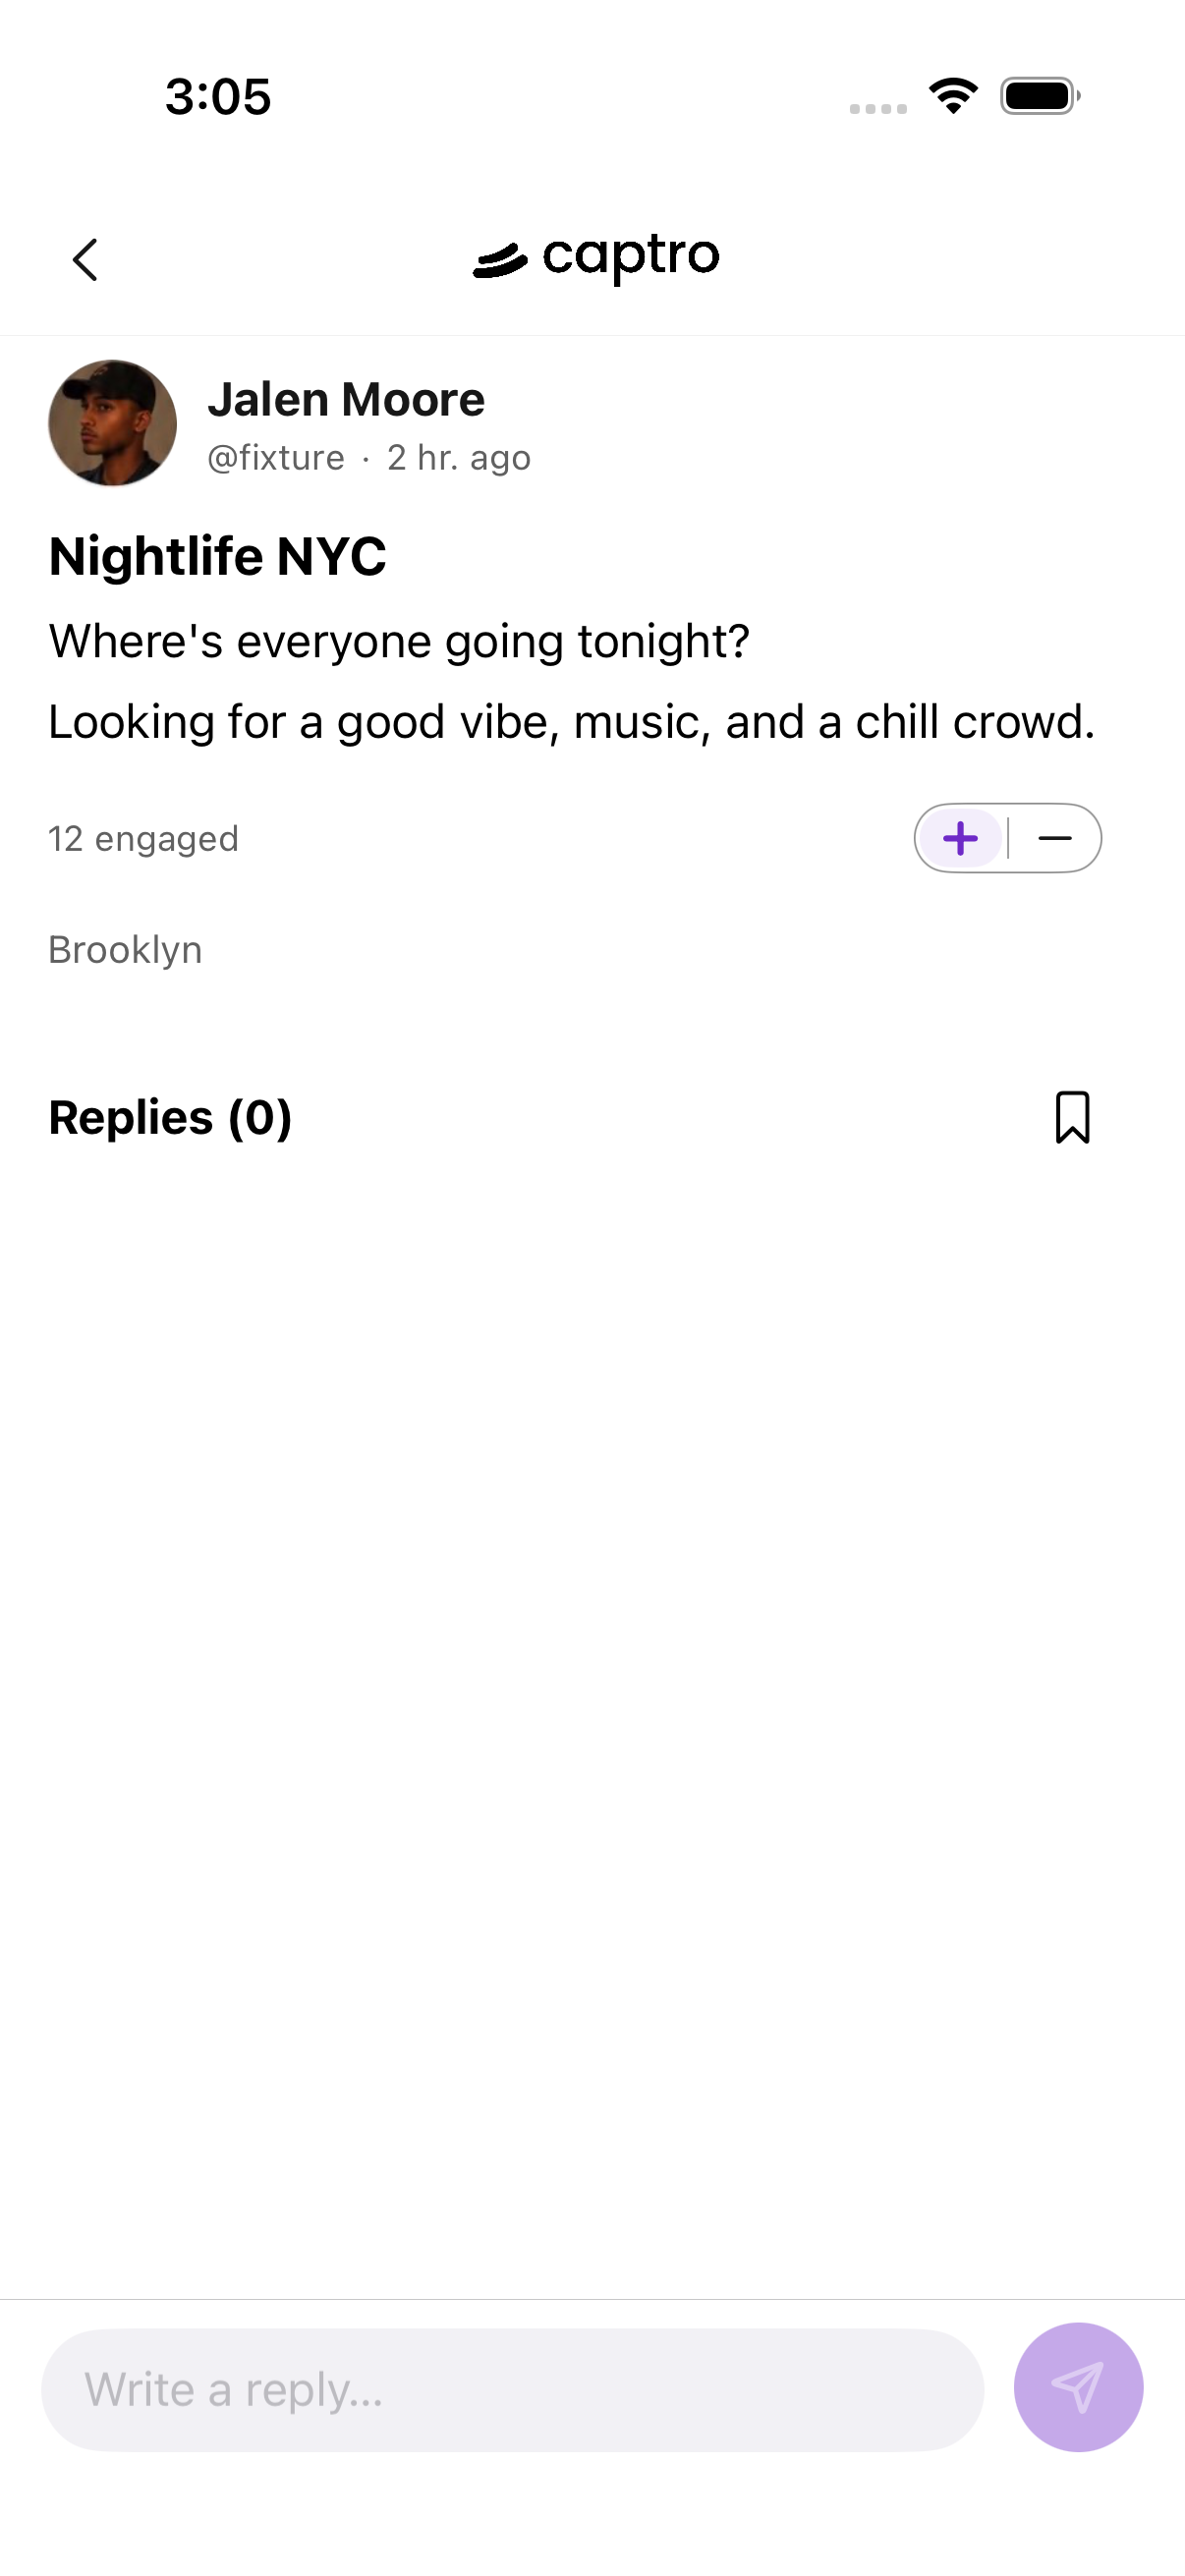 3:05
captro
Jalen Moore
@fixture · 2 hr. ago
Nightlife NYC
Where's everyone going tonight?
Looking for a good vibe, music, and a chill crowd.
12 engaged
Brooklyn
Replies (0)
Write a reply...